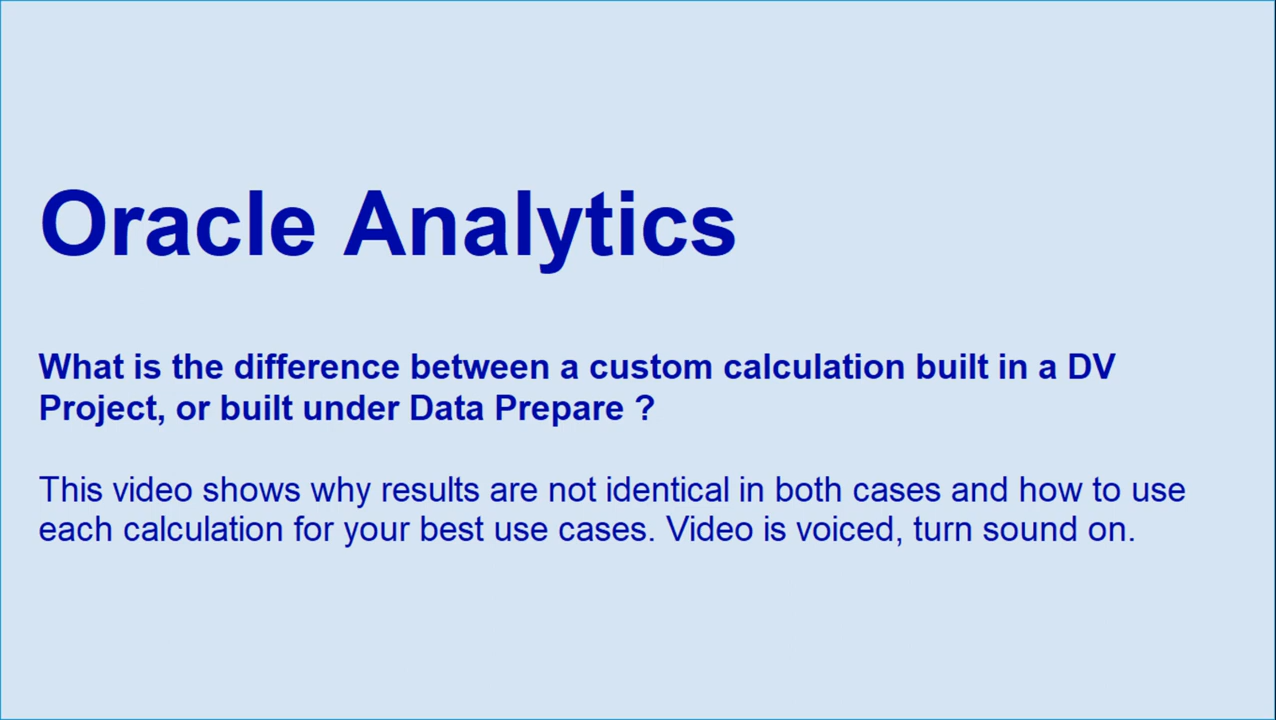 Oracle Analytics
What is the difference between a custom calculation built in a DV
Project, or built under Data Prepare ?
This video shows why results are not identical in both cases and how to use
each calculation for your best use cases. Video is voiced, turn sound on.